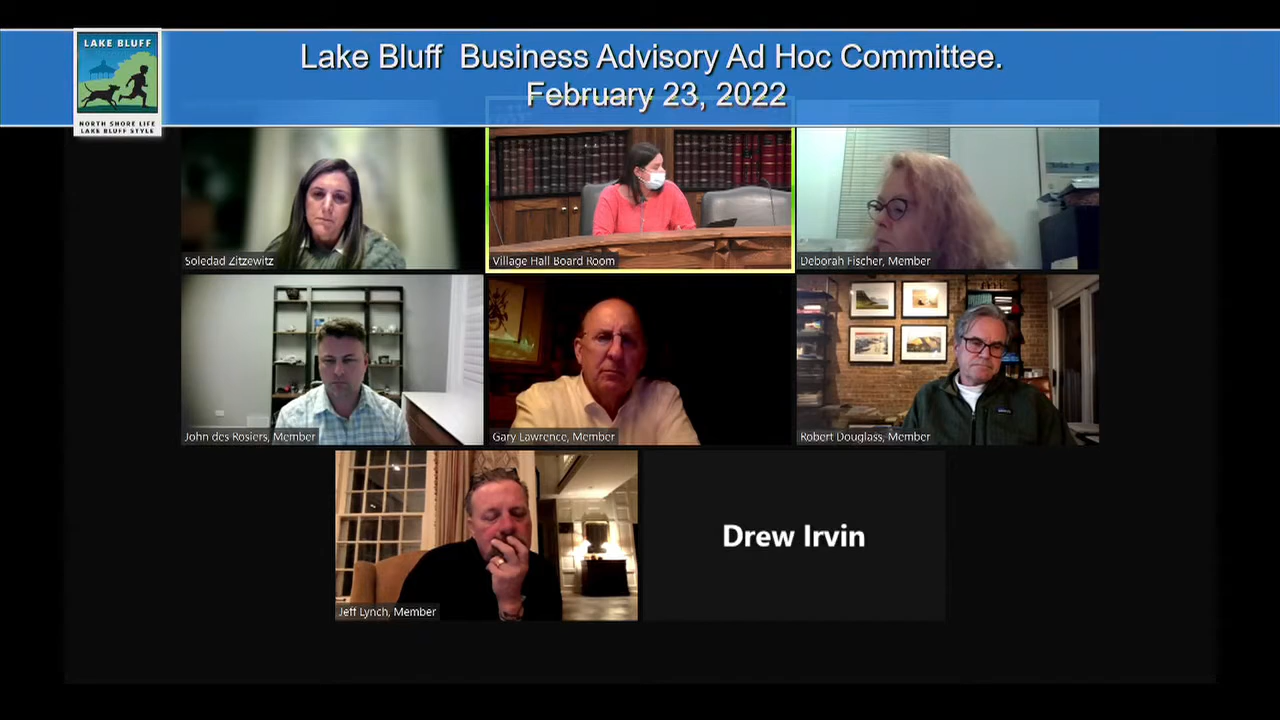 LAKE BLUFF
NORTH SHORE LIFE
LAKE BLUFF STYLE
Lake Bluff Business Advisory Ad Hoc Committee.
February 23, 2022
Soledad Zitzewitz
Village Hall Board Room
Deborah Fischer, Member
John des Rosiers, Member
Gary Lawrence, Member
Robert Douglass, Member
Jeff Lynch, Member
Drew Irvin